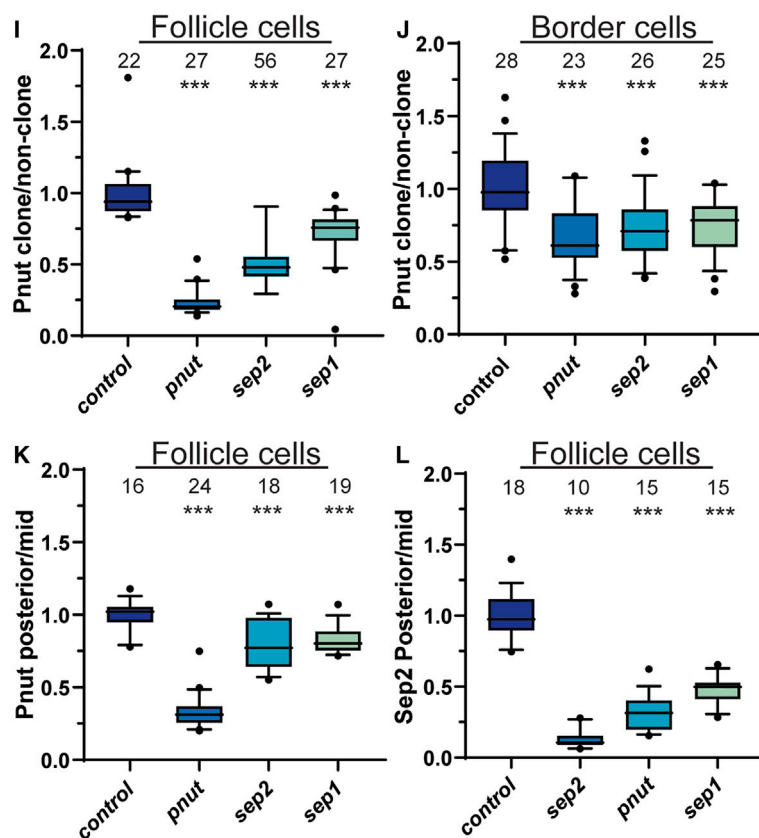 I
Follicle cells
22 27 56 27
*** *** ***
Pnut clone/non-clone
2.0
1.5
1.0
0.5
0.0
control pnut sep2 sep1
J
Border cells
28 23 26 25
*** *** ***
Pnut clone/non-clone
2.0
1.5
1.0
0.5
0.0
control pnut sep2 sep1
K
Follicle cells
16 24 18 19
*** *** ***
Pnut posterior/mid
2.0
1.5
1.0
0.5
0.0
control pnut sep2 sep1
L
Follicle cells
18 10 15 15
*** *** ***
Sep2 Posterior/mid
2.0
1.5
1.0
0.5
0.0
control sep2 pnut sep1